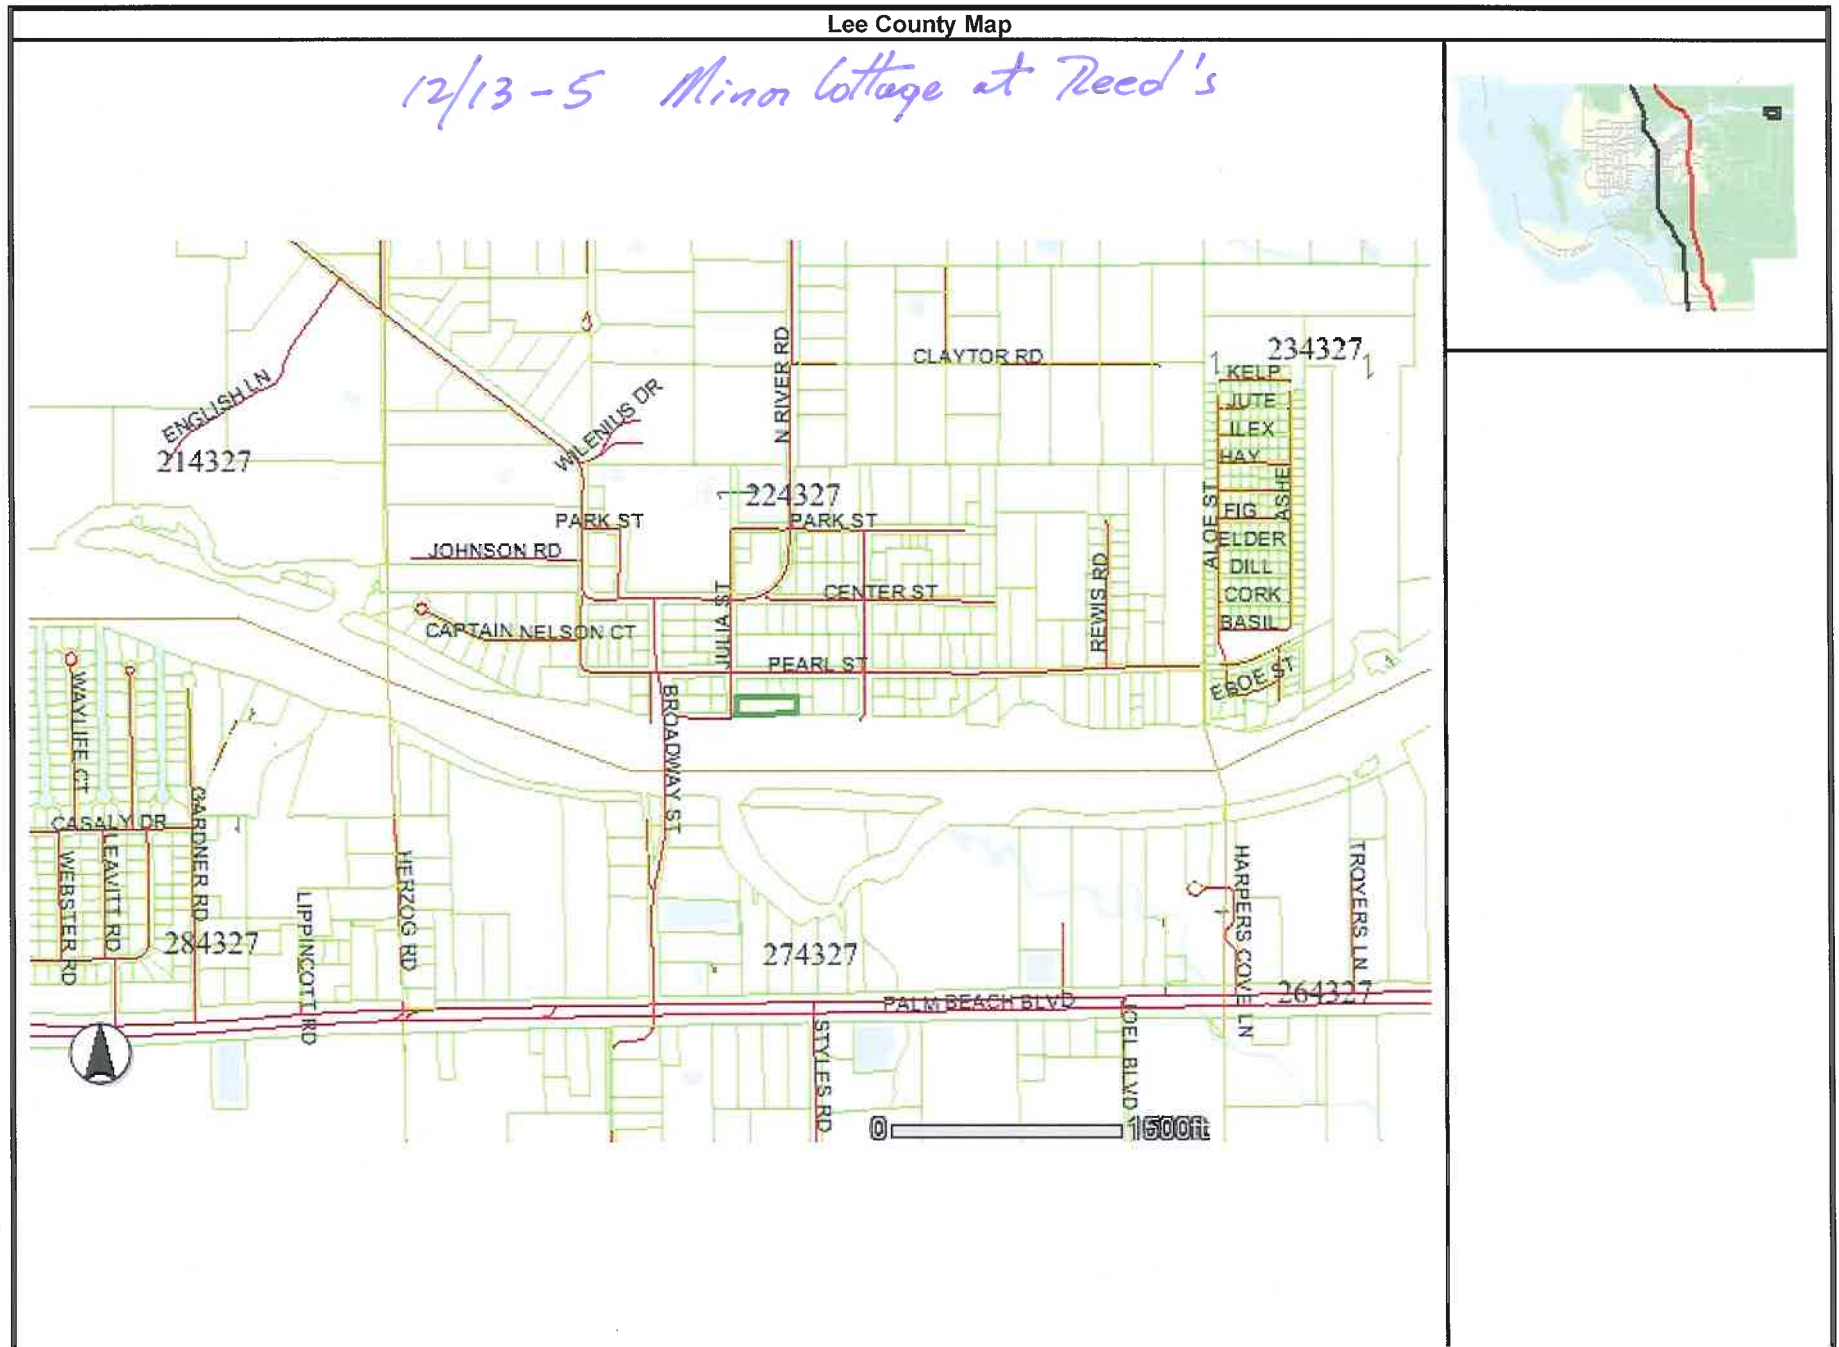 Lee County Map
12/13-5 Minor Cottage at Reed's
N RIVER RD
CLAYTOR RD
234327
KELP
JUTE
ILEX
HAY
FIG
ELDER
DILL
CORK
BASIL
ASHE
ALOE ST
ENGLISH LN
214327
WILENIUS DR
224327
PARK ST
PARK ST
JOHNSON RD
CENTER ST
JULIA ST
REWIS RD
CAPTAIN NELSON CT
PEARL ST
EBOE ST
WAYLIFE CT
BROADWAY ST
CASALY DR
GARDNER RD
WEBSTER RD
LEAVITT RD
LIPPINCOTT RD
HERZOG RD
284327
274327
HARPERS COVE LN
TROYERS LN
264327
PALM BEACH BLVD
STYLES RD
JOEL BLVD
0 1500ft